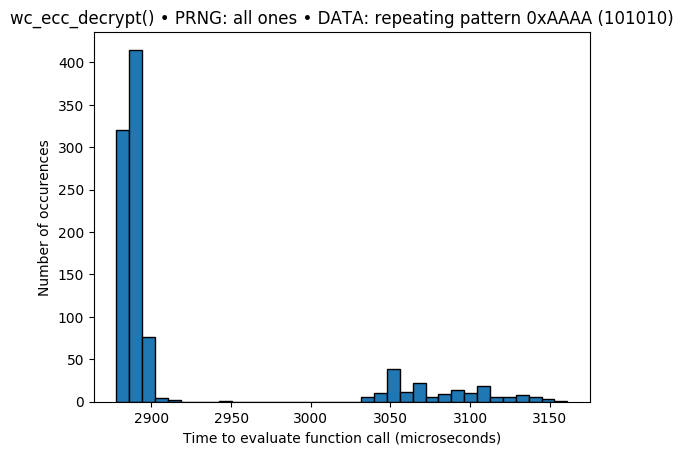 wc_ecc_decrypt() • PRNG: all ones • DATA: repeating pattern 0xAAAA (101010)
400
350
300
250
200
150
100
50
0
Number of occurences
2900 2950 3000 3050 3100 3150
Time to evaluate function call (microseconds)